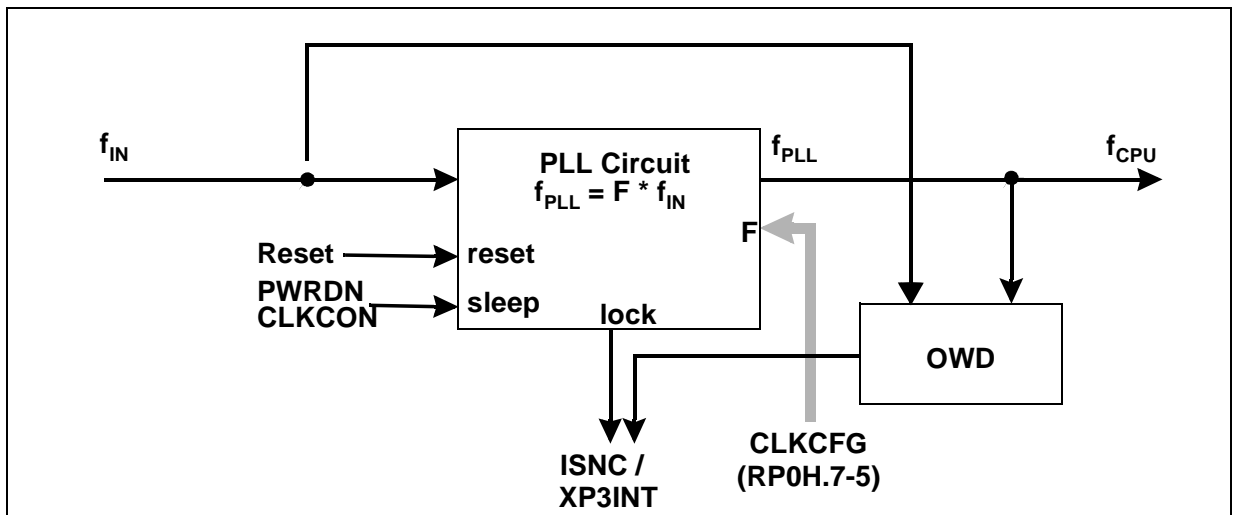 f_IN
PLL Circuit
f_PLL = F * f_IN
f_PLL
f_CPU
F
Reset
reset
PWRDN
CLKCON
sleep
lock
OWD
ISNC /
XP3INT
CLKCFG
(RP0H.7-5)